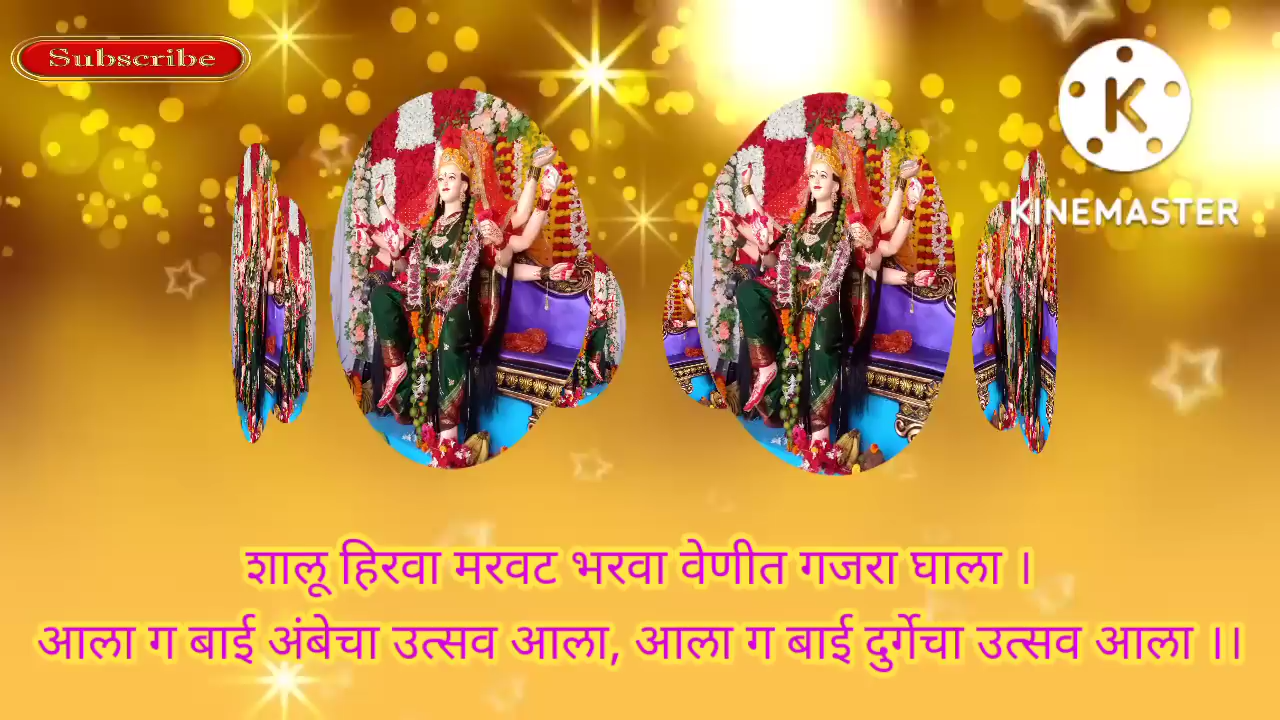 Subscribe
K
KINEMASTER
शालू हिरवा मरवट भरवा वेणीत गजरा घाला ।
आला ग बाई अंबेचा उत्सव आला, आला ग बाई दुर्गेचा उत्सव आला ।।